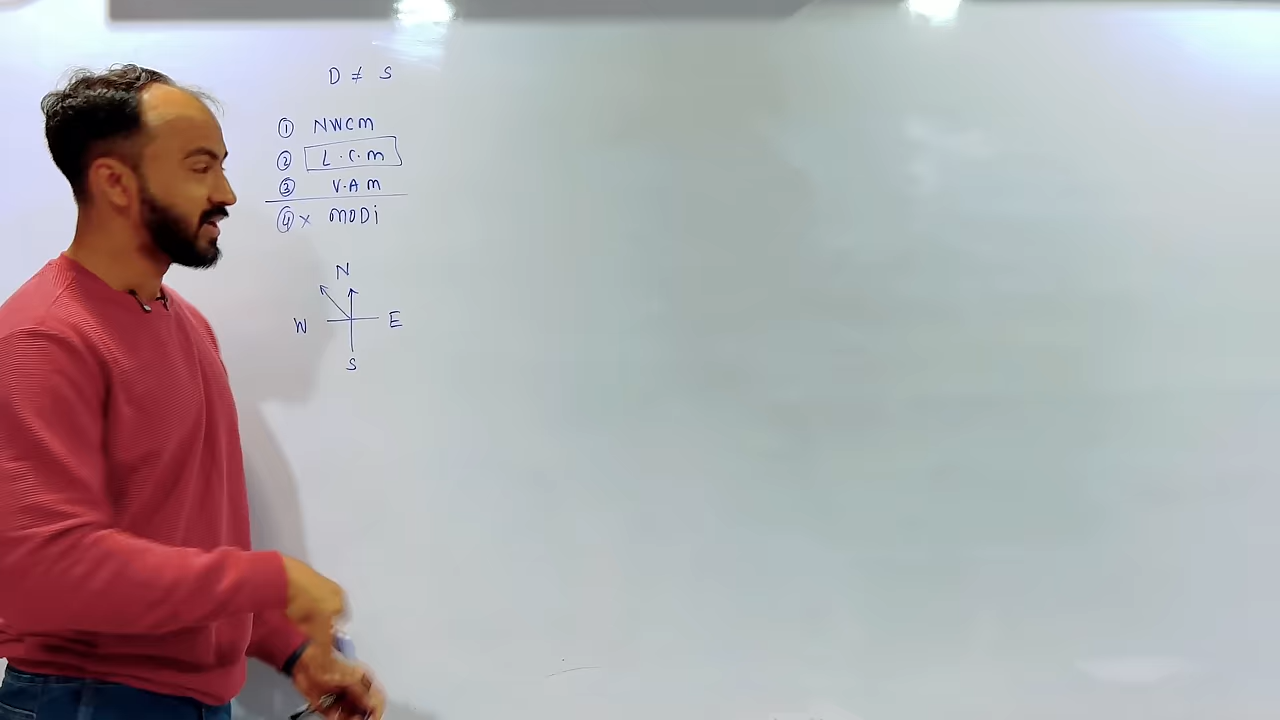 D ≠ S
① NWCM
② L.C.M
③ V.A M
④ × MODi
N
W E
S